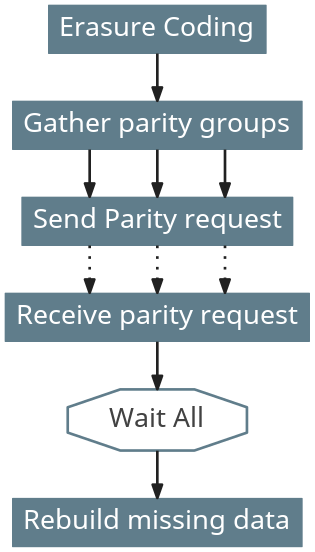 Erasure Coding
Gather parity groups
Send Parity request
Receive parity request
Wait All
Rebuild missing data